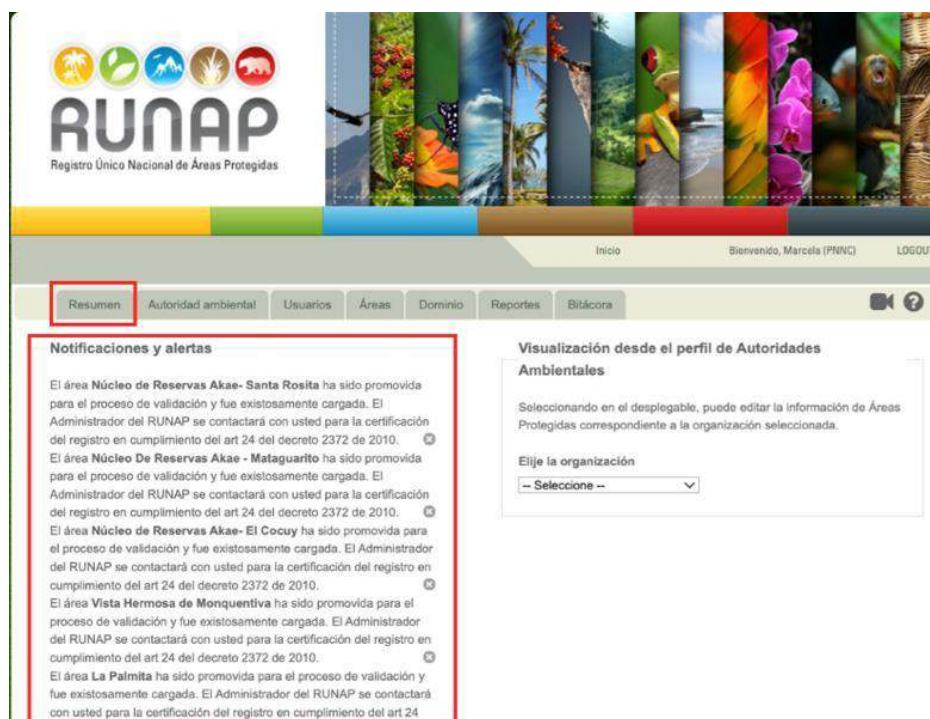 RUNAP
Registro Único Nacional de Áreas Protegidas
Inicio
Bienvenido, Marcela (PNNC)
LOGOU
Resumen
Autoridad ambiental
Usuarios
Áreas
Dominio
Reportes
Bitácora
Notificaciones y alertas
El área Núcleo de Reservas Akae- Santa Rosita ha sido promovida
para el proceso de validación y fue existosamente cargada. El
Administrador del RUNAP se contactará con usted para la certificación
del registro en cumplimiento del art 24 del decreto 2372 de 2010.
El área Núcleo De Reservas Akae - Mataguarito ha sido promovida
para el proceso de validación y fue existosamente cargada. El
Administrador del RUNAP se contactará con usted para la certificación
del registro en cumplimiento del art 24 del decreto 2372 de 2010.
El área Núcleo de Reservas Akae- El Cocuy ha sido promovida para
el proceso de validación y fue existosamente cargada. El Administrador
del RUNAP se contactará con usted para la certificación del registro en
cumplimiento del art 24 del decreto 2372 de 2010.
El área Vista Hermosa de Monquentiva ha sido promovida para el
proceso de validación y fue existosamente cargada. El Administrador
del RUNAP se contactará con usted para la certificación del registro en
cumplimiento del art 24 del decreto 2372 de 2010.
El área La Palmita ha sido promovida para el proceso de validación y
fue existosamente cargada. El Administrador del RUNAP se contactará
con usted para la certificación del registro en cumplimiento del art 24
Visualización desde el perfil de Autoridades
Ambientales
Seleccionando en el desplegable, puede editar la información de Áreas
Protegidas correspondiente a la organización seleccionada.
Elije la organización
-- Seleccione --